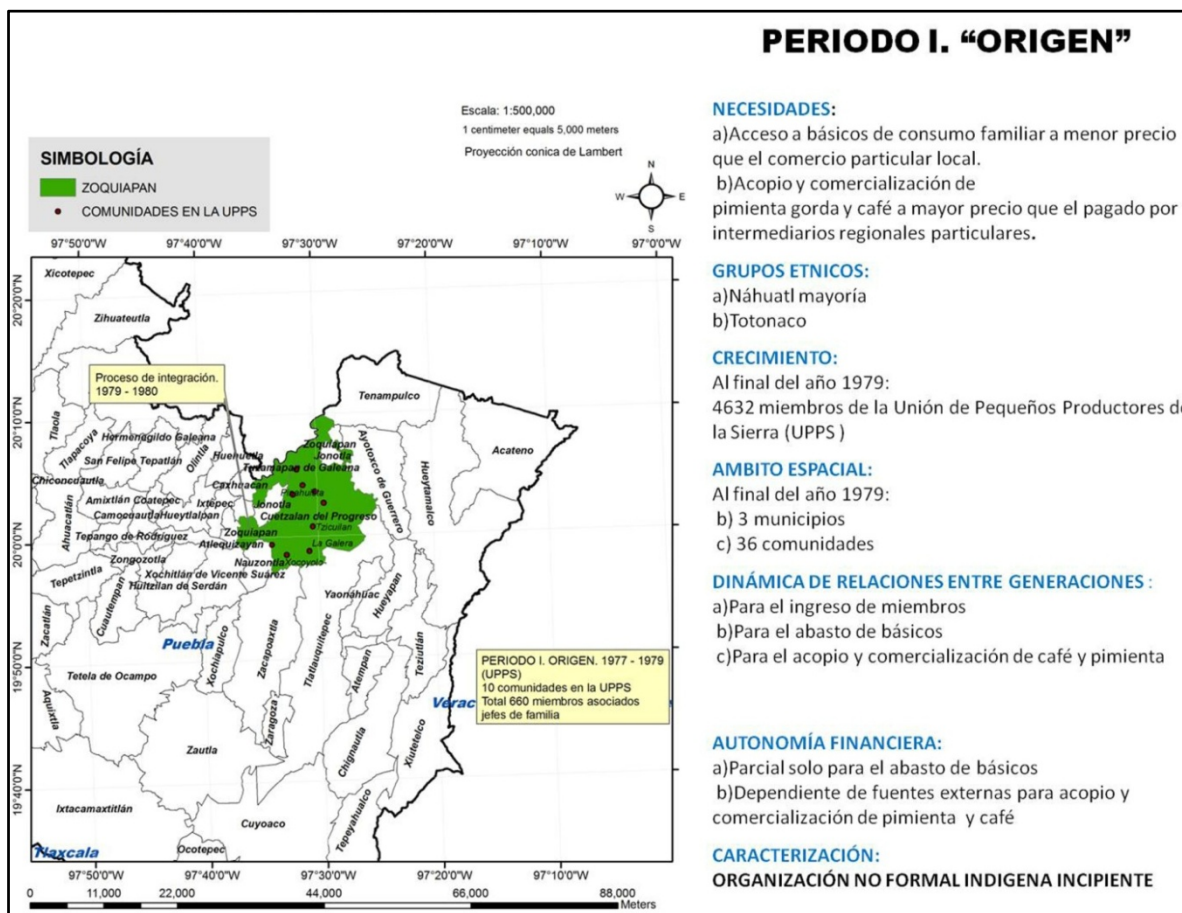 PERIODO I. “ORIGEN”
Escala: 1:500,000
1 centimeter equals 5,000 meters
Proyección conica de Lambert
N
W
E
S
SIMBOLOGÍA
ZOQUIAPAN
COMUNIDADES EN LA UPPS
97°50'0"W
97°40'0"W
97°30'0"W
97°20'0"W
97°10'0"W
97°0'0"W
20°20'0"N
20°10'0"N
20°0'0"N
19°50'0"N
19°40'0"N
Xicotepec
Zihuateutla
Proceso de integración.
1979 - 1980
Tenampulco
Tlaola
Tlapacoya
Hermenegildo Galeana
San Felipe Tepatlán
Olintla
Huehuetla
Zoquiapan
Jonotla
Tuzamapan de Galeana
Ayotoxco de Guerrero
Hueytamalco
Acateno
Chiconcuautla
Caxhuacan
Amixtlán
Coatepec
Ixtepec
Jonotla
Camocuautla
Hueytlalpan
Cuetzalan del Progreso
Tzicuilan
Ahuacatlán
Tepango de Rodríguez
Zoquiapan
Atlequizayan
La Galera
Zongozotla
Nauzontla
Xocoyolo
Tepetzintla
Xochitlán de Vicente Suárez
Huitzilan de Serdán
Cuautempan
Yaonáhuac
Hueyapan
Zacatlán
Puebla
Xochiapulco
Zacapoaxtla
Tlatlauquitepec
Teziutlán
Atempan
Tetela de Ocampo
PERIODO I. ORIGEN. 1977 - 1979
(UPPS)
10 comunidades en la UPPS
Total 660 miembros asociados
jefes de familia
Verac
Aquixtla
Zaragoza
Zautla
Chignautla
Xiutetelco
Ixtacamaxtitlán
Cuyoaco
Tepeyahualco
Tlaxcala
Ocotepec
97°50'0"W
97°40'0"W
97°30'0"W
97°20'0"W
97°10'0"W
0
11,000
22,000
44,000
66,000
88,000
Meters
NECESIDADES:
a)Acceso a básicos de consumo familiar a menor precio
que el comercio particular local.
b)Acopio y comercialización de
pimienta gorda y café a mayor precio que el pagado por
intermediarios regionales particulares.
GRUPOS ETNICOS:
a)Náhuatl mayoría
b)Totonaco
CRECIMIENTO:
Al final del año 1979:
4632 miembros de la Unión de Pequeños Productores de
la Sierra (UPPS )
AMBITO ESPACIAL:
Al final del año 1979:
b) 3 municipios
c) 36 comunidades
DINÁMICA DE RELACIONES ENTRE GENERACIONES :
a)Para el ingreso de miembros
b)Para el abasto de básicos
c)Para el acopio y comercialización de café y pimienta
AUTONOMÍA FINANCIERA:
a)Parcial solo para el abasto de básicos
b)Dependiente de fuentes externas para acopio y
comercialización de pimienta y café
CARACTERIZACIÓN:
ORGANIZACIÓN NO FORMAL INDIGENA INCIPIENTE